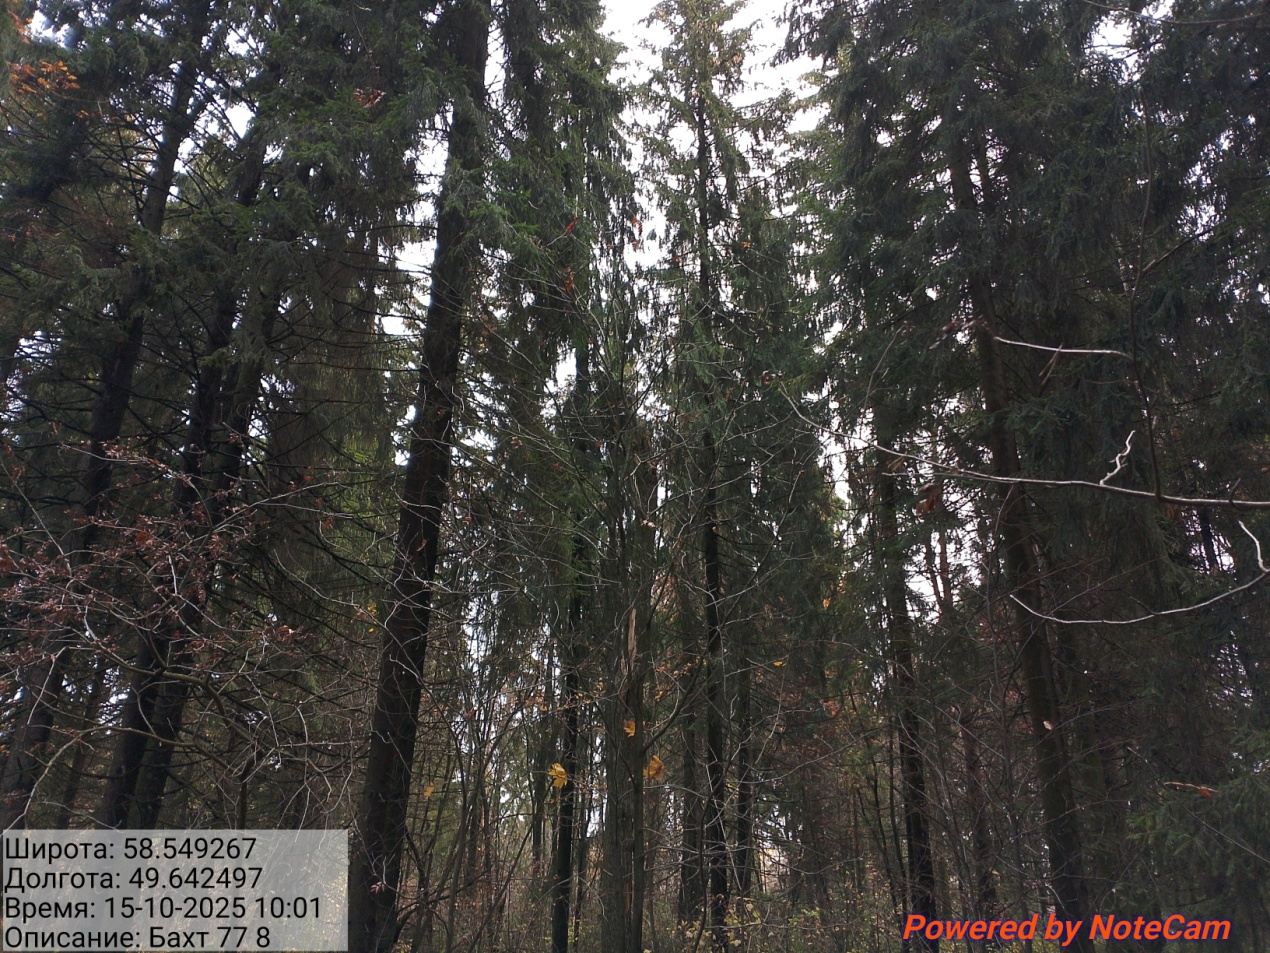 Широта: 58.549267
Долгота: 49.642497
Время: 15-10-2025 10:01
Описание: Бахт 77 8
Powered by NoteCam